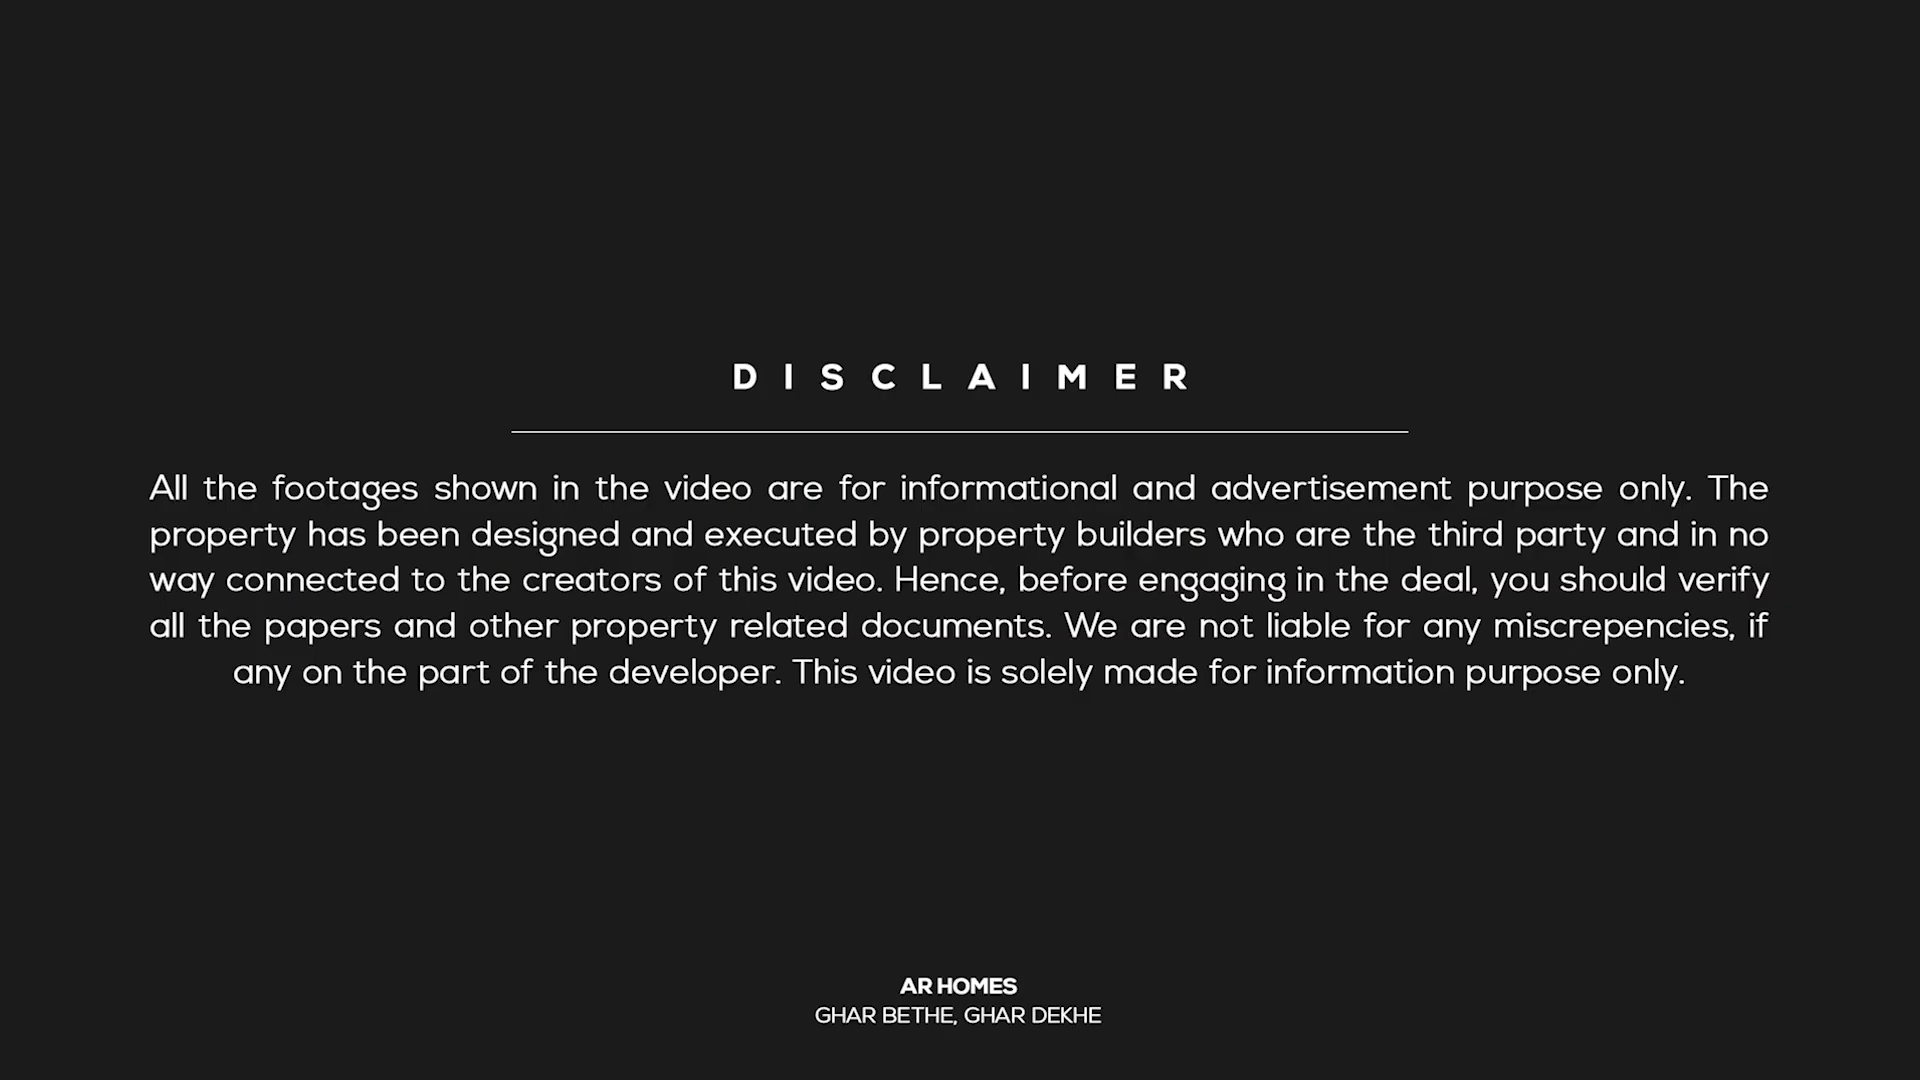 DISCLAIMER
All the footages shown in the video are for informational and advertisement purpose only. The
property has been designed and executed by property builders who are the third party and in no
way connected to the creators of this video. Hence, before engaging in the deal, you should verify
all the papers and other property related documents. We are not liable for any miscrepencies, if
any on the part of the developer. This video is solely made for information purpose only.
AR HOMES
GHAR BETHE, GHAR DEKHE